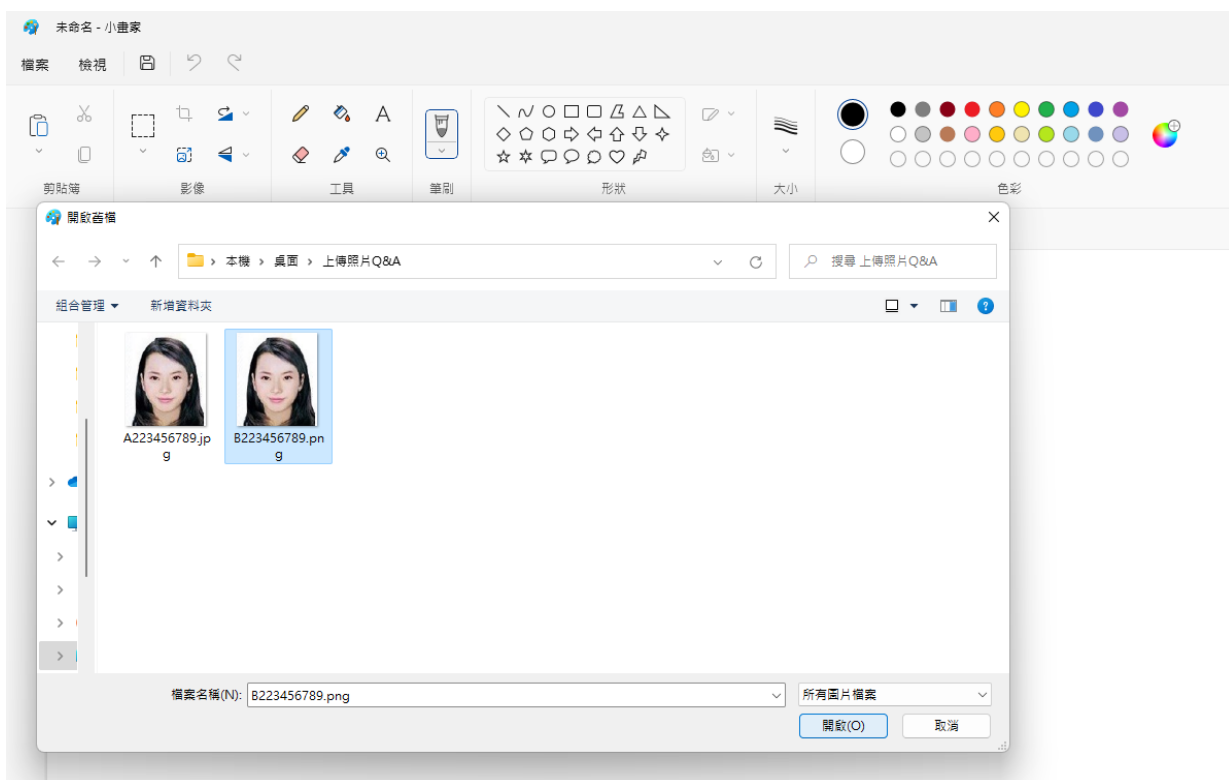 未命名 - 小畫家
檔案 檢視
剪貼簿 影像 工具 筆刷 形狀 大小 色彩
開啟舊檔
本機 › 桌面 › 上傳照片Q&A
搜尋 上傳照片Q&A
組合管理 新增資料夾
A223456789.jp
g
B223456789.pn
g
檔案名稱(N): B223456789.png
所有圖片檔案
開啟(O) 取消